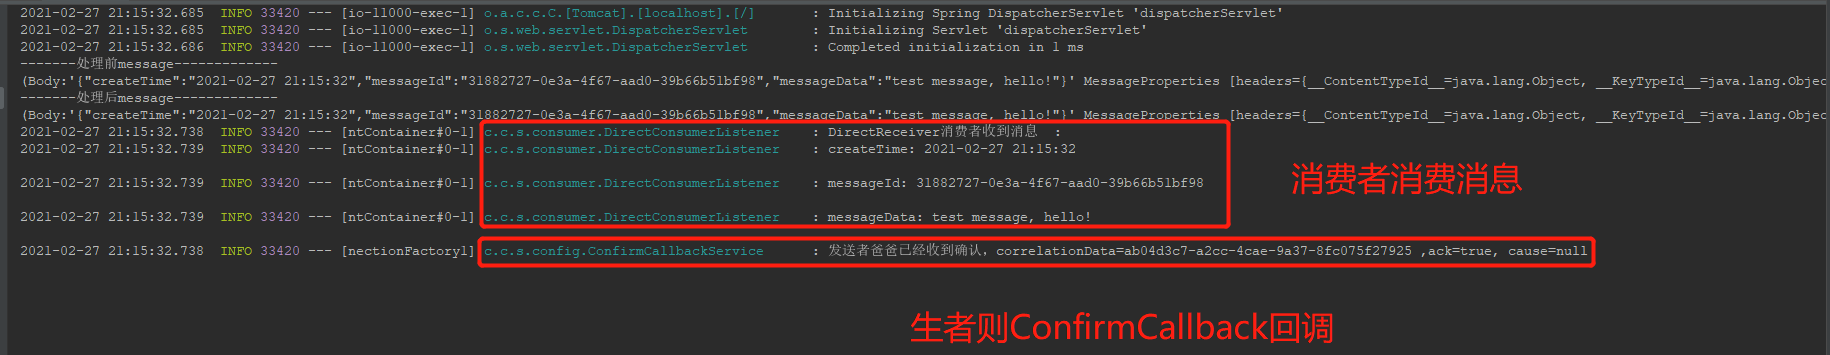 2021-02-27 21:15:32.685  INFO 33420 --- [io-11000-exec-1] o.a.c.c.C.[Tomcat].[localhost].[/]       : Initializing Spring DispatcherServlet 'dispatcherServlet'
2021-02-27 21:15:32.685  INFO 33420 --- [io-11000-exec-1] o.s.web.servlet.DispatcherServlet        : Initializing Servlet 'dispatcherServlet'
2021-02-27 21:15:32.686  INFO 33420 --- [io-11000-exec-1] o.s.web.servlet.DispatcherServlet        : Completed initialization in 1 ms
-------处理前message-------------
(Body:'{"createTime":"2021-02-27 21:15:32","messageId":"31882727-0e3a-4f67-aad0-39b66b51bf98","messageData":"test message, hello!"}' MessageProperties [headers={__ContentTypeId__=java.lang.Object, __KeyTypeId__=java.lang.Objec
-------处理后message-------------
(Body:'{"createTime":"2021-02-27 21:15:32","messageId":"31882727-0e3a-4f67-aad0-39b66b51bf98","messageData":"test message, hello!"}' MessageProperties [headers={__ContentTypeId__=java.lang.Object, __KeyTypeId__=java.lang.Objec
2021-02-27 21:15:32.738  INFO 33420 --- [ntContainer#0-1] c.c.s.consumer.DirectConsumerListener    : DirectReceiver消费者收到消息  :
2021-02-27 21:15:32.739  INFO 33420 --- [ntContainer#0-1] c.c.s.consumer.DirectConsumerListener    : createTime: 2021-02-27 21:15:32
2021-02-27 21:15:32.739  INFO 33420 --- [ntContainer#0-1] c.c.s.consumer.DirectConsumerListener    : messageId: 31882727-0e3a-4f67-aad0-39b66b51bf98
消费者消费消息
2021-02-27 21:15:32.739  INFO 33420 --- [ntContainer#0-1] c.c.s.consumer.DirectConsumerListener    : messageData: test message, hello!
2021-02-27 21:15:32.738  INFO 33420 --- [nectionFactory1] c.c.s.config.ConfirmCallbackService      : 发送者爸爸已经收到确认，correlationData=ab04d3c7-a2cc-4cae-9a37-8fc075f27925 ,ack=true, cause=null
生者则ConfirmCallback回调